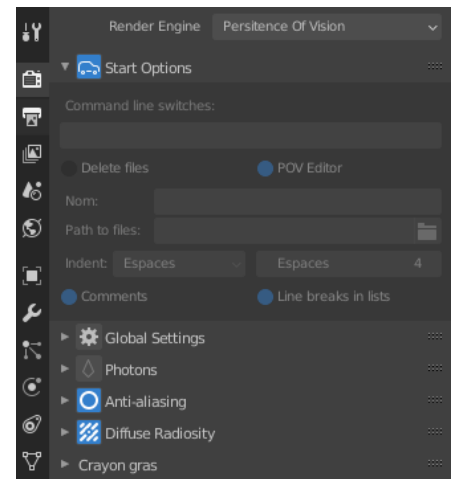 Render Engine Persitence Of Vision
Start Options
Command line switches:
Delete files POV Editor
Nom:
Path to files:
Indent: Espaces Espaces 4
Comments Line breaks in lists
Global Settings
Photons
Anti-aliasing
Diffuse Radiosity
Crayon gras